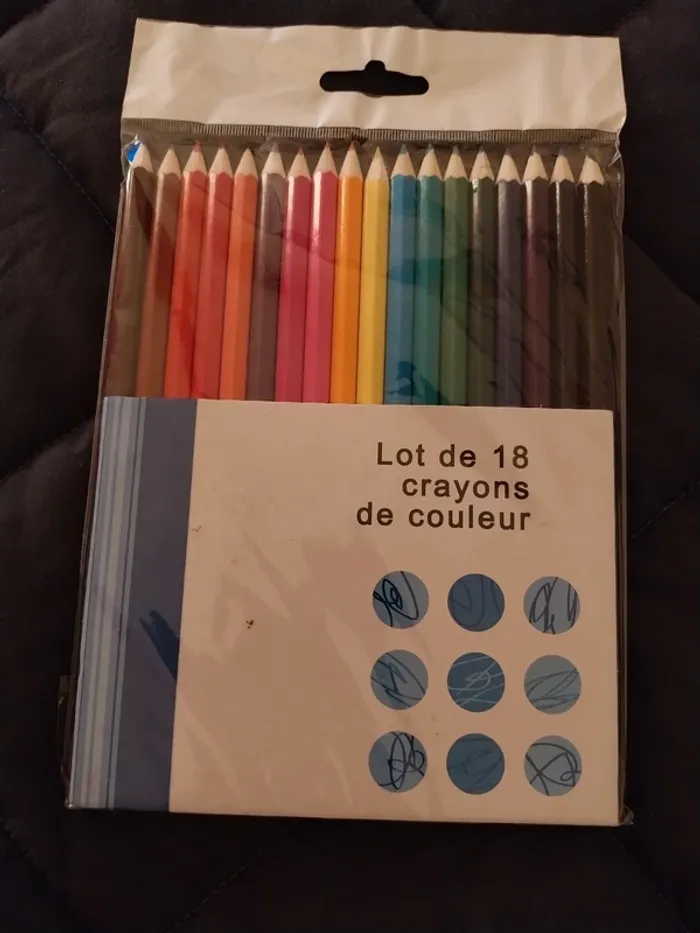 Lot de 18
crayons
de couleur